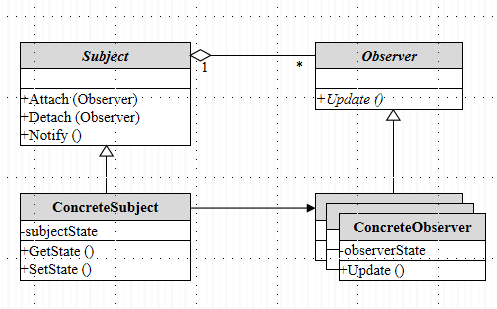 Subject
+Attach (Observer)
+Detach (Observer)
+Notify ()
1
*
Observer
+Update ()
ConcreteSubject
-subjectState
+GetState ()
+SetState ()
ConcreteObserver
-observerState
+Update ()